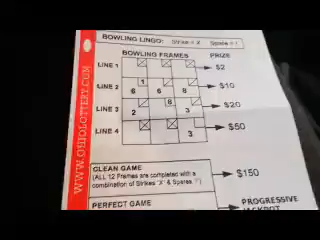 BOWLING LINGO: Strike = X Spare = /
BOWLING FRAMES PRIZE
LINE 1 $2
LINE 2 1 6 6 8 $10
LINE 3 2 8 3 $20
LINE 4 3 $50
CLEAN GAME
(ALL 12 Frames are completed with a
combination of Strikes 'X' & Spares '/')
$150
PERFECT GAME
PROGRESSIVE
JACKPOT
WWW.OHIOLOTTERY.COM